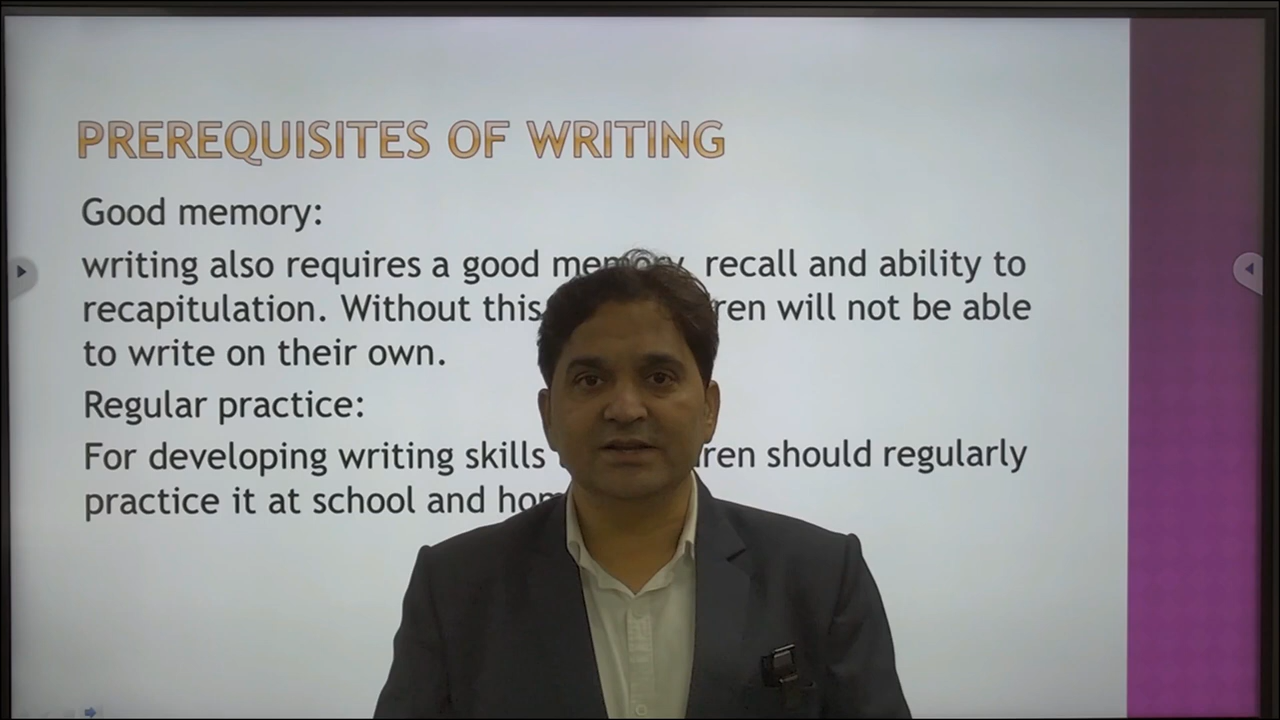 PREREQUISITES OF WRITING
Good memory:
writing also requires a good memory, recall and ability to
recapitulation. Without this will not be able
to write on their own.
Regular practice:
For developing writing skills should regularly
practice it at school and